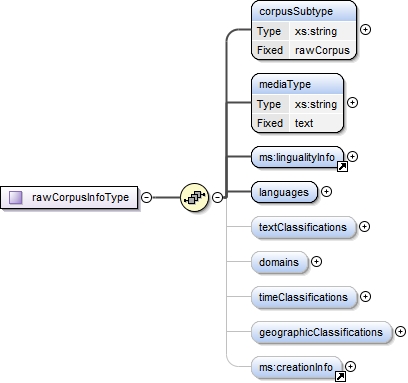 corpusSubtype
Type xs:string
Fixed rawCorpus
mediaType
Type xs:string
Fixed text
ms:lingualityInfo
rawCorpusInfoType
languages
textClassifications
domains
timeClassifications
geographicClassifications
ms:creationInfo